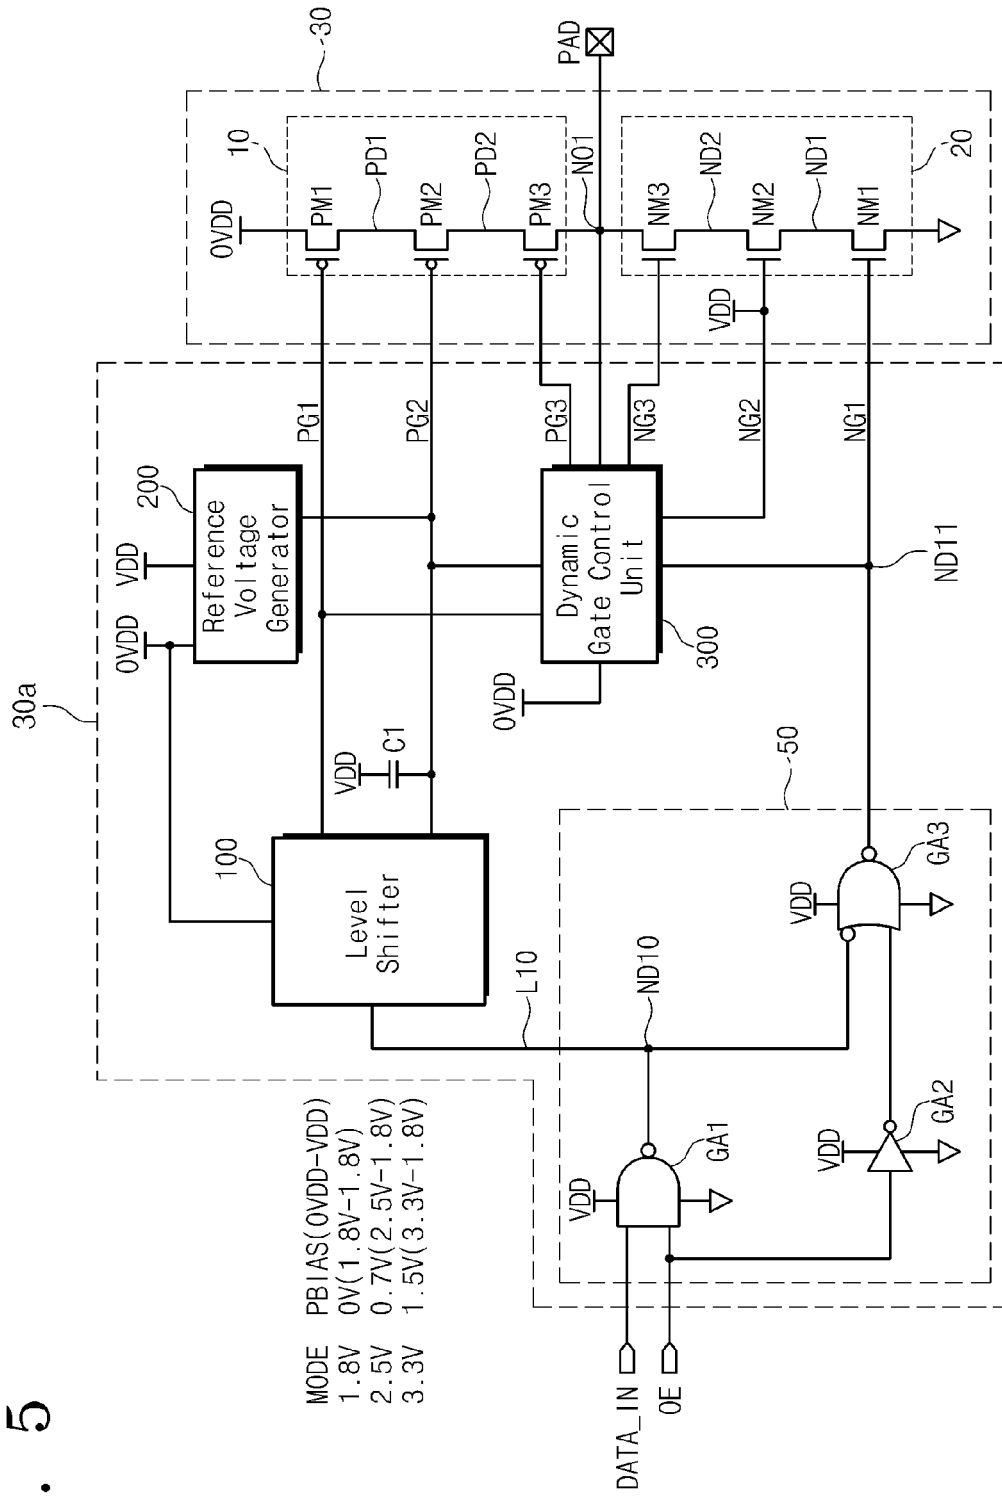 . 5
MODE PBIAS(OVDD-VDD)
1.8V 0V(1.8V-1.8V)
2.5V 0.7V(2.5V-1.8V)
3.3V 1.5V(3.3V-1.8V)
30a
OVDD
VDD
200
Reference
Voltage
Generator
100
Level
Shifter
VDD
C1
PG1
PG2
OVDD
Dynamic
Gate Control
Unit
300
PG3
NG3
NG2
NG1
ND11
30
10
OVDD
PM1
PD1
PM2
PD2
PM3
NO1
PAD
NM3
ND2
NM2
ND1
NM1
VDD
20
L10
ND10
50
DATA_IN
OE
VDD
GA1
VDD
GA2
VDD
GA3